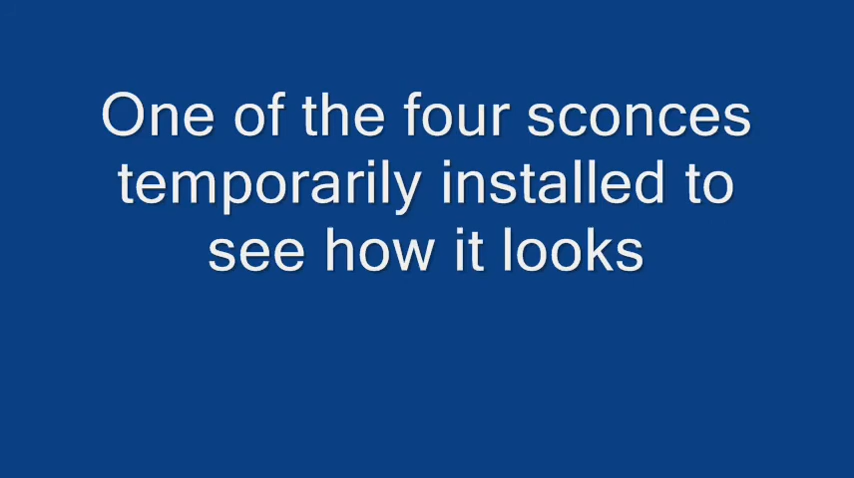 One of the four sconces
temporarily installed to
see how it looks